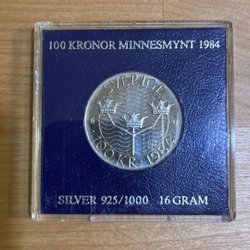 100 KRONOR MINNESMYNT 1984
SVERIGE
100 KR 1984
SILVER 925/1000 16 GRAM